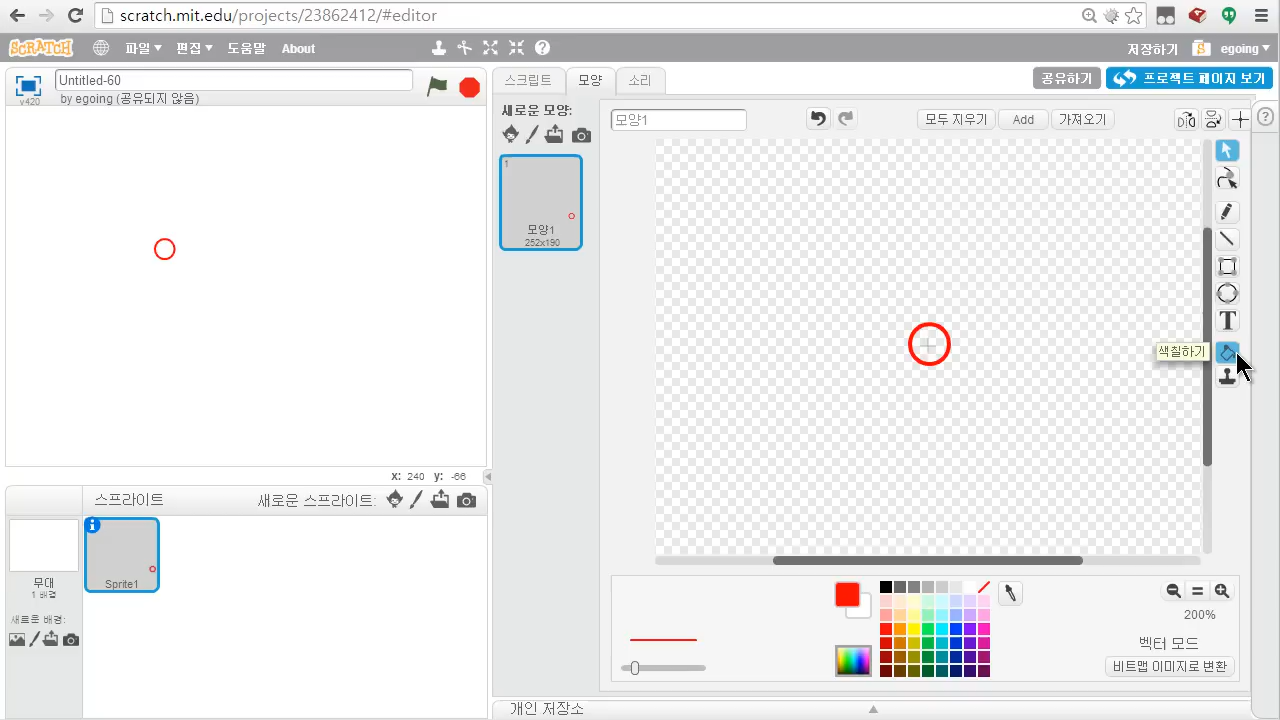 scratch.mit.edu/projects/23862412/#editor
SCRATCH 파일 편집 도움말 About 저장하기 egoing
Untitled-60
by egoing (공유되지 않음)
v420
스크립트 모양 소리
공유하기 프로젝트 페이지 보기
새로운 모양:
모양1
모두 지우기 Add 가져오기
1
모양1
252x190
T
색칠하기
x: 240 y: -66
스프라이트 새로운 스프라이트:
Sprite1
무대
1 배경
새로운 배경:
200%
벡터 모드
비트맵 이미지로 변환
개인 저장소